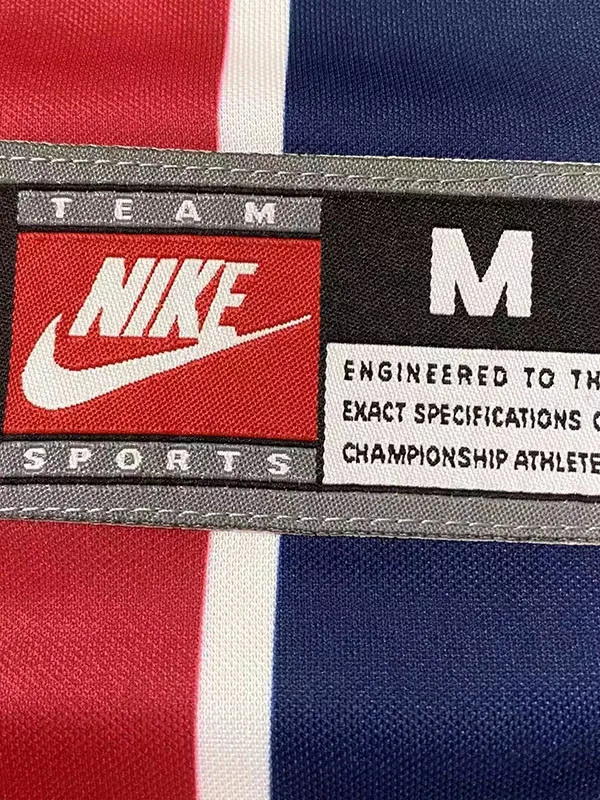 TEAM
NIKE
SPORTS
M
ENGINEERED TO TH
EXACT SPECIFICATIONS
CHAMPIONSHIP ATHLETE